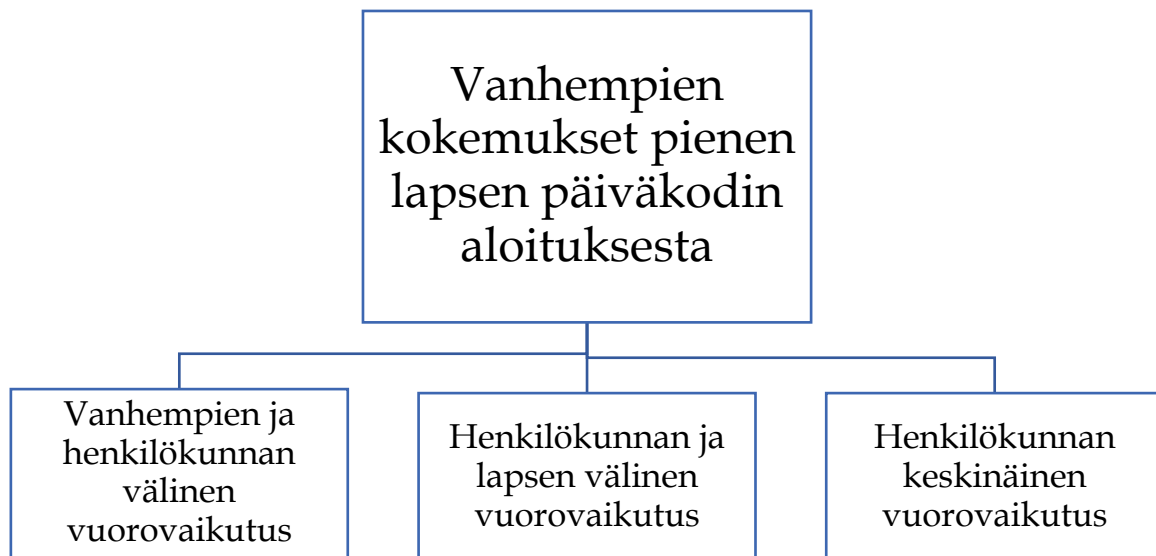 Vanhempien
kokemukset pienen
lapsen päiväkodin
aloituksesta
Vanhempien ja
henkilökunnan
välinen
vuorovaikutus
Henkilökunnan ja
lapsen välinen
vuorovaikutus
Henkilökunnan
keskinäinen
vuorovaikutus